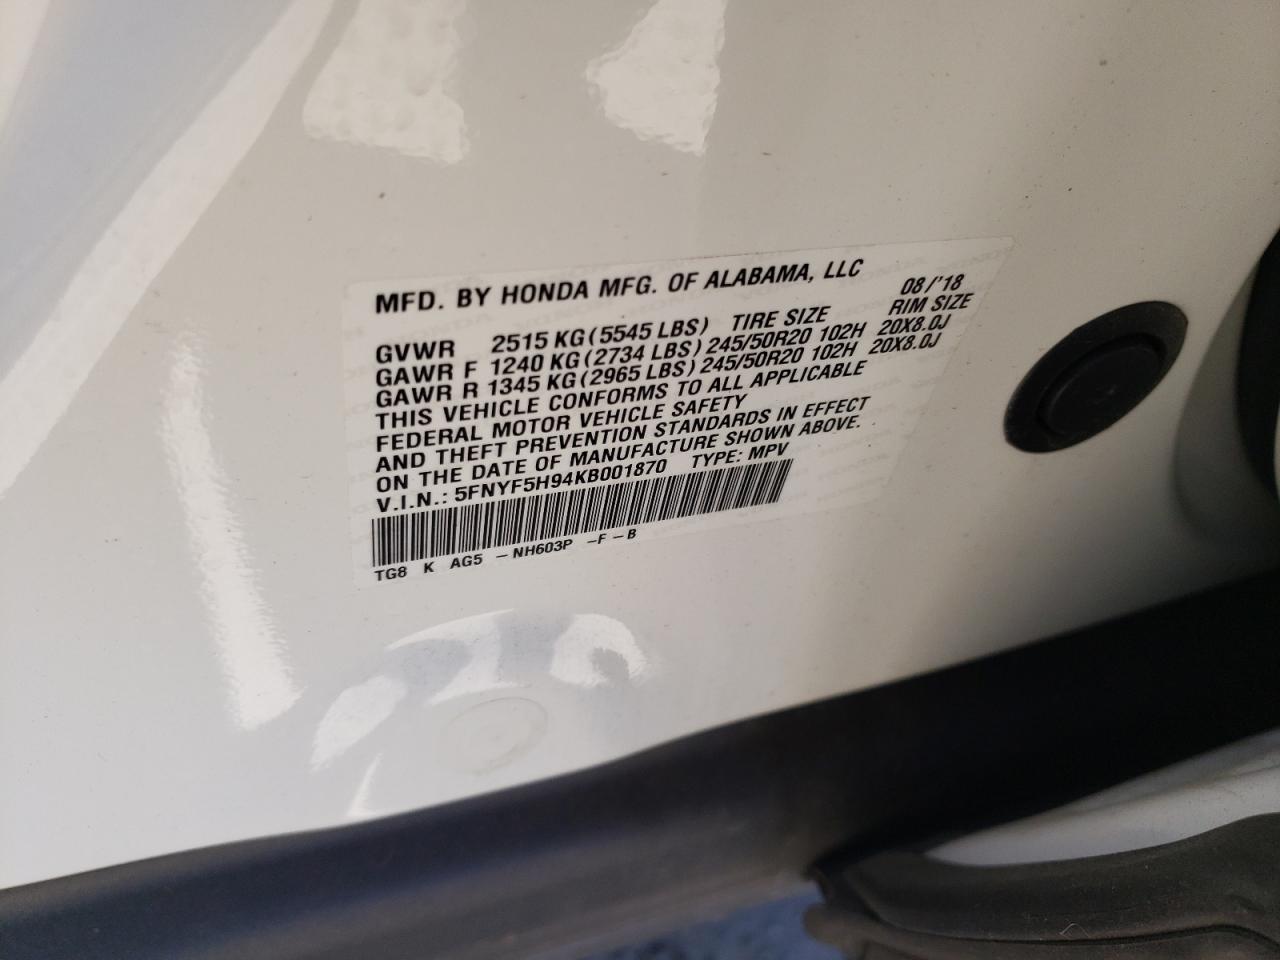 MFD. BY HONDA MFG. OF ALABAMA, LLC 08/'18
GVWR 2515 KG (5545 LBS) TIRE SIZE RIM SIZE
GAWR F 1240 KG (2734 LBS) 245/50R20 102H 20X8.0J
GAWR R 1345 KG (2965 LBS) 245/50R20 102H 20X8.0J
THIS VEHICLE CONFORMS TO ALL APPLICABLE
FEDERAL MOTOR VEHICLE SAFETY
AND THEFT PREVENTION STANDARDS IN EFFECT
ON THE DATE OF MANUFACTURE SHOWN ABOVE.
V.I.N.: 5FNYF5H94KB001870 TYPE: MPV
TG8 K AG5 -NH603P -F-B